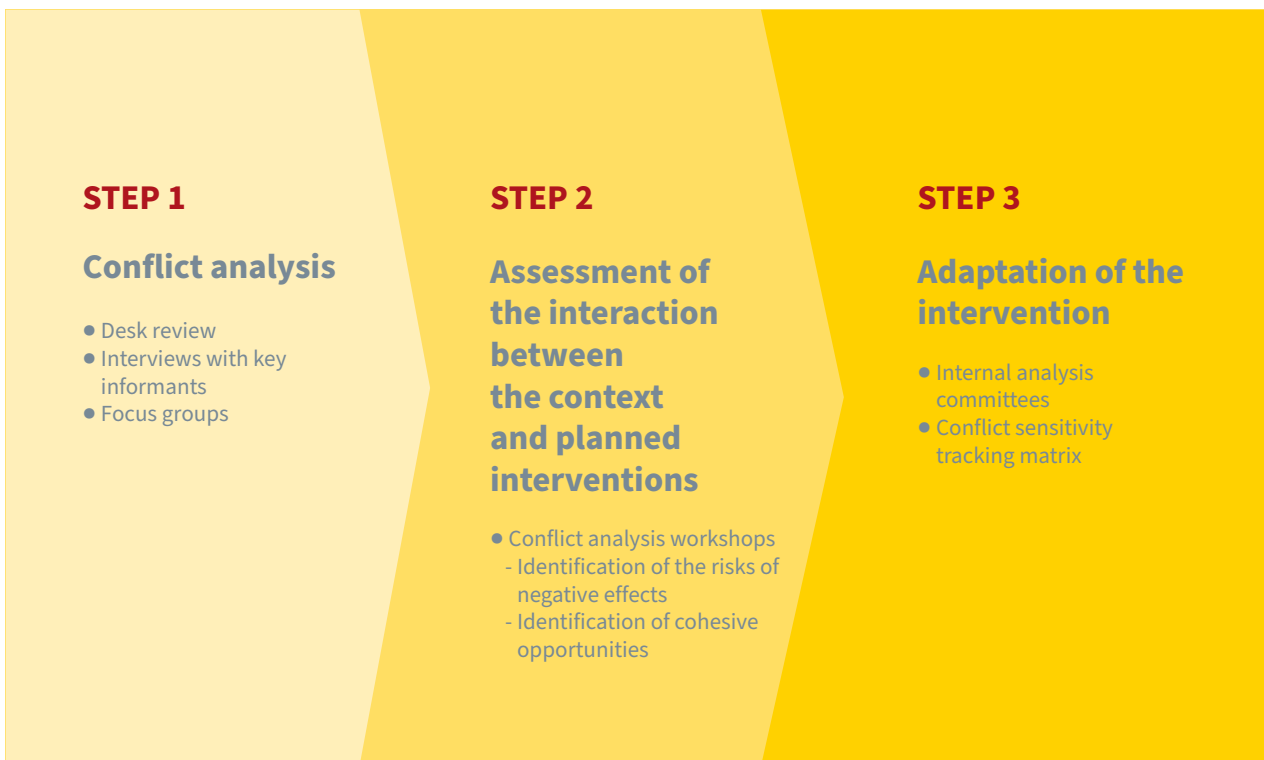 STEP 1
Conflict analysis
● Desk review
● Interviews with key
informants
● Focus groups
STEP 2
Assessment of
the interaction
between
the context
and planned
interventions
● Conflict analysis workshops
- Identification of the risks of
negative effects
- Identification of cohesive
opportunities
STEP 3
Adaptation of the
intervention
● Internal analysis
committees
● Conflict sensitivity
tracking matrix